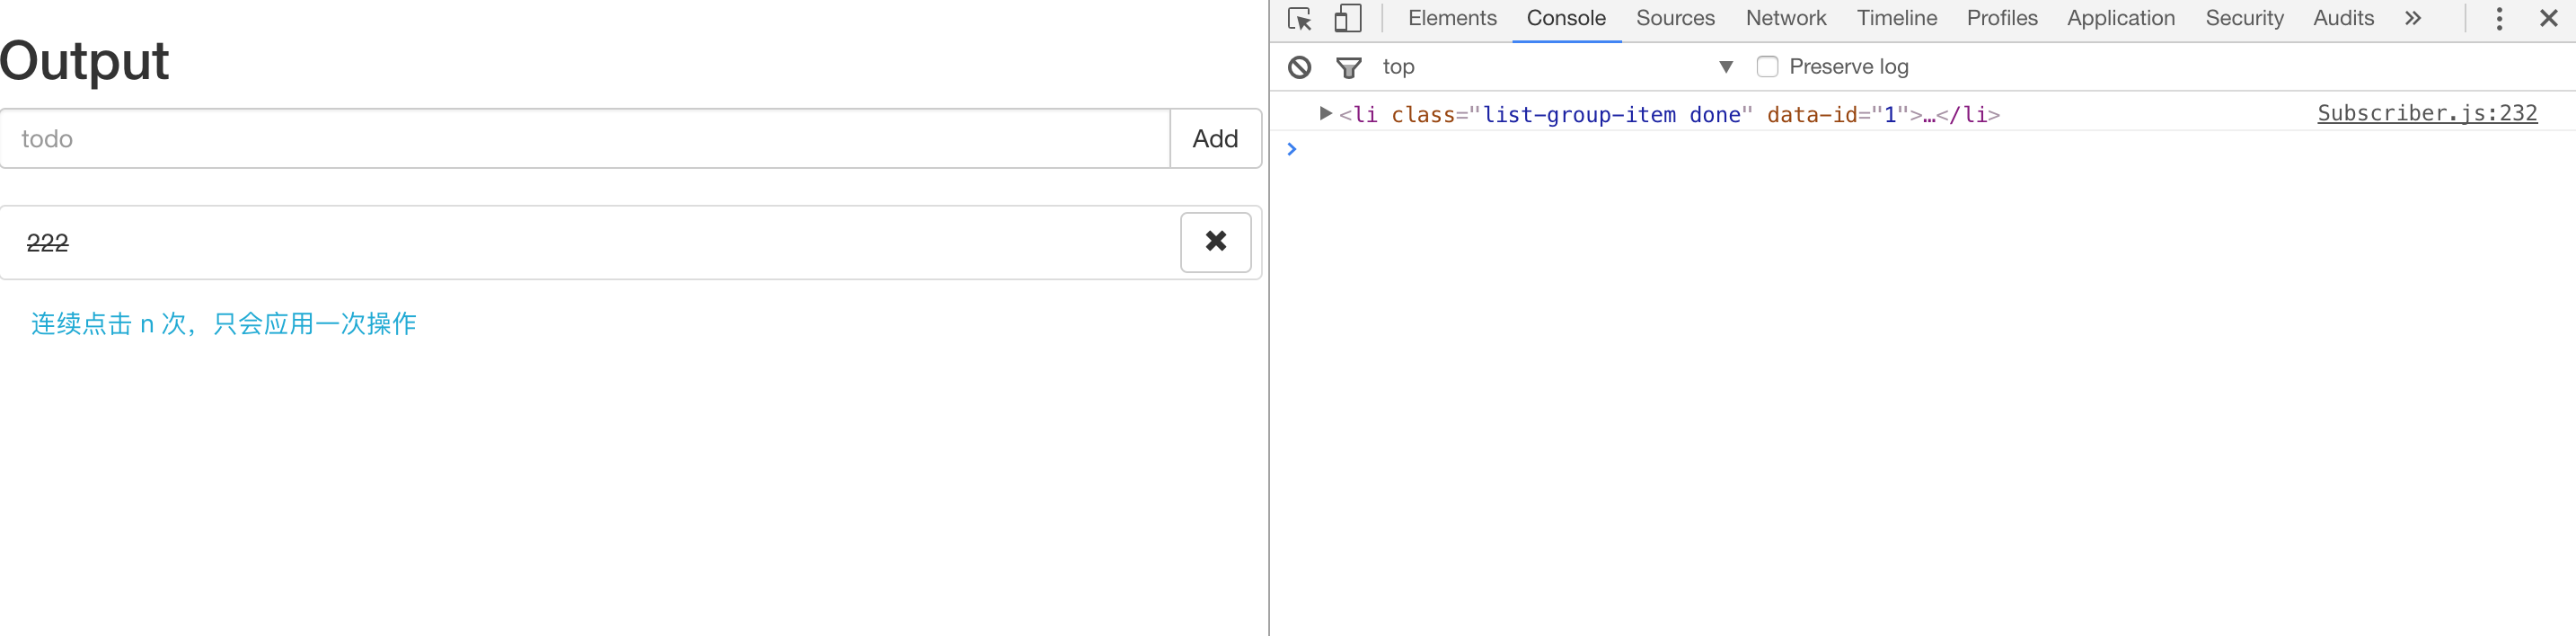 Output
todo
Add
222
连续点击 n 次，只会应用一次操作
Elements Console Sources Network Timeline Profiles Application Security Audits
top
Preserve log
<li class="list-group-item done" data-id="1">…</li>
Subscriber.js:232